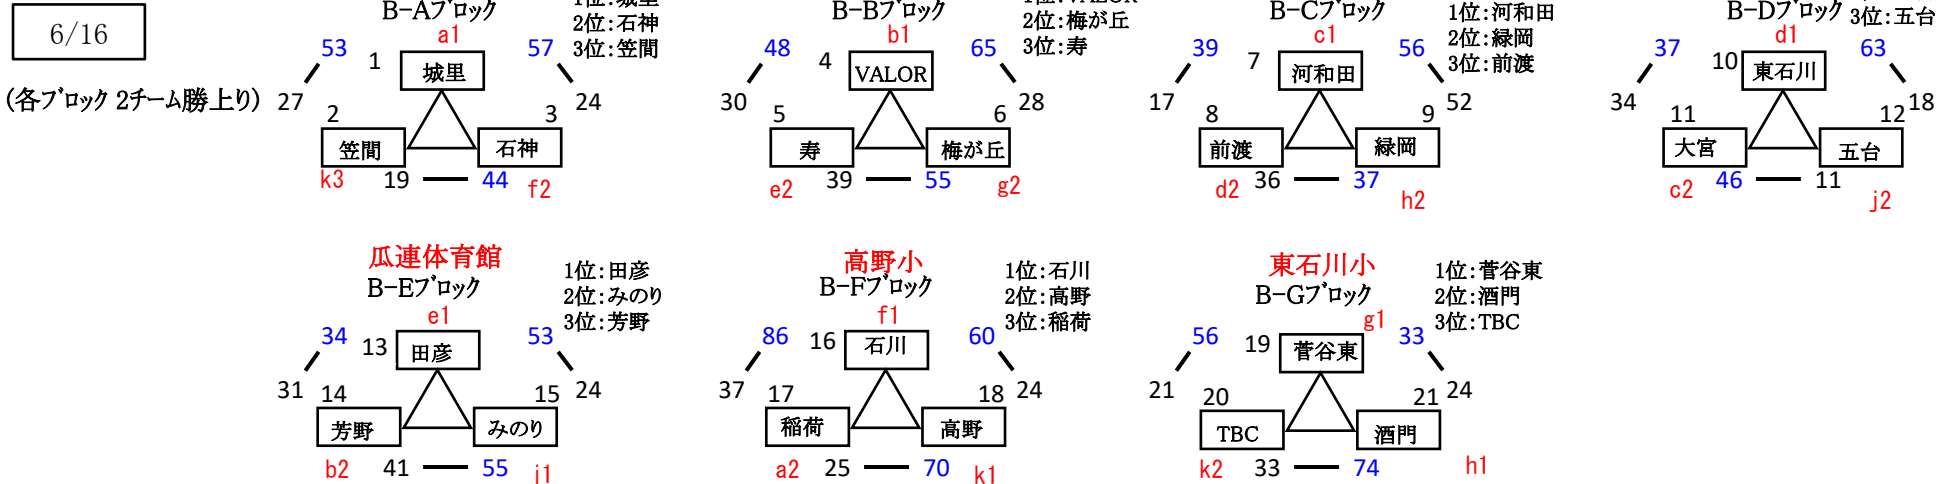 6/16
(各ブロック 2チーム勝上り)
B-Aブロック
a1
2位:石神
3位:笠間
53
57
27
24
1
城里
2
3
笠間
石神
k3
19
44
f2
B-Bブロック
b1
2位:梅が丘
3位:寿
48
65
30
28
4
VALOR
5
6
寿
梅が丘
e2
39
55
g2
B-Cブロック
c1
1位:河和田
2位:緑岡
3位:前渡
39
56
17
52
7
河和田
8
9
前渡
緑岡
d2
36
37
h2
B-Dブロック
d1
3位:五台
37
63
34
18
10
東石川
11
12
大宮
五台
c2
46
11
j2
瓜連体育館
B-Eブロック
e1
1位:田彦
2位:みのり
3位:芳野
34
53
31
24
13
田彦
14
15
芳野
みのり
b2
41
55
j1
高野小
B-Fブロック
f1
1位:石川
2位:高野
3位:稲荷
86
60
37
24
16
石川
17
18
稲荷
高野
a2
25
70
k1
東石川小
B-Gブロック
g1
1位:菅谷東
2位:酒門
3位:TBC
56
33
21
24
19
菅谷東
20
21
TBC
酒門
k2
33
74
h1